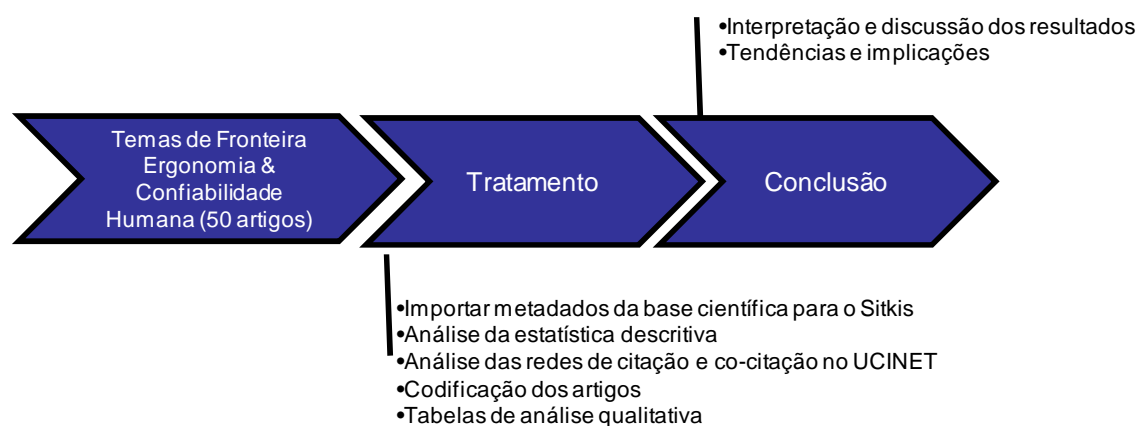 •Interpretação e discussão dos resultados
•Tendências e implicações
Temas de Fronteira
Ergonomia &
Confiabilidade
Humana (50 artigos)
Tratamento
Conclusão
•Importar metadados da base científica para o Sitkis
•Análise da estatística descritiva
•Análise das redes de citação e co-citação no UCINET
•Codificação dos artigos
•Tabelas de análise qualitativa